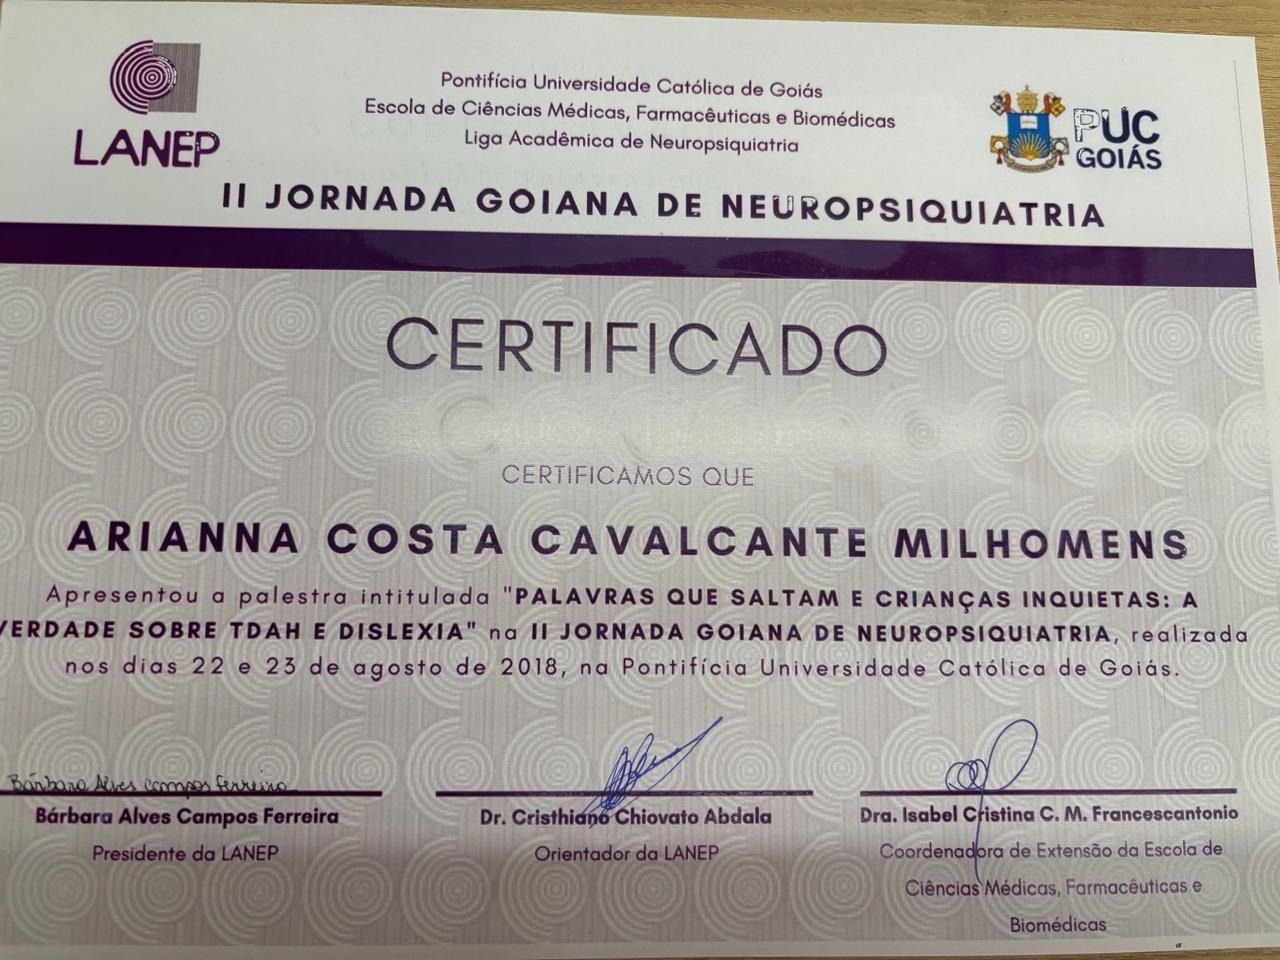 LANEP
Pontifícia Universidade Católica de Goiás
Escola de Ciências Médicas, Farmacêuticas e Biomédicas
Liga Acadêmica de Neuropsiquiatria
PUC
GOIÁS
II JORNADA GOIANA DE NEUROPSIQUIATRIA
CERTIFICADO
CERTIFICAMOS QUE
ARIANNA COSTA CAVALCANTE MILHOMENS
Apresentou a palestra intitulada "PALAVRAS QUE SALTAM E CRIANÇAS INQUIETAS: A
VERDADE SOBRE TDAH E DISLEXIA" na II JORNADA GOIANA DE NEUROPSIQUIATRIA, realizada
nos dias 22 e 23 de agosto de 2018, na Pontifícia Universidade Católica de Goiás.
Bárbara Alves Campos Ferreira
Bárbara Alves Campos Ferreira
Presidente da LANEP
Dr. Cristhiano Chiovato Abdala
Orientador da LANEP
Dra. Isabel Cristina C. M. Francescantonio
Coordenadora de Extensão da Escola de
Ciências Médicas, Farmacêuticas e
Biomédicas